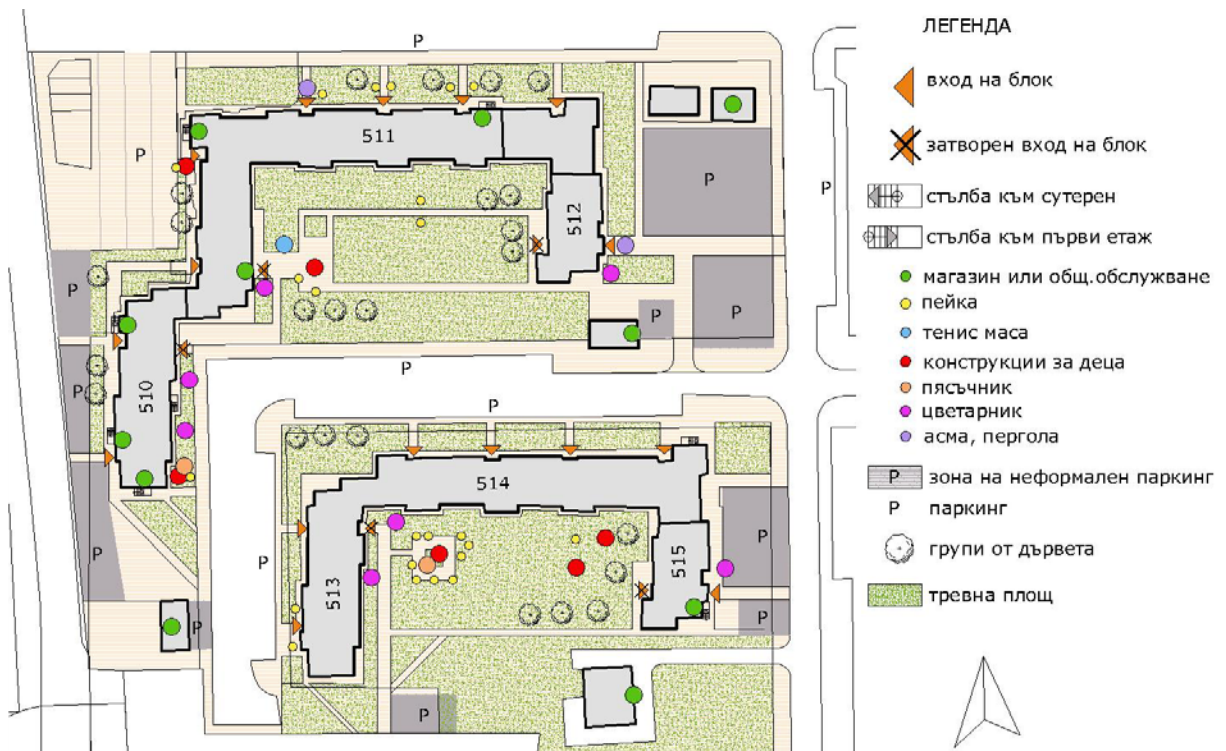 ЛЕГЕНДА
вход на блок
затворен вход на блок
стълба към сутерен
стълба към първи етаж
магазин или общ.обслужване
пейка
тенис маса
конструкции за деца
пясъчник
цветарник
асма, пергола
P зона на неформален паркинг
P паркинг
групи от дървета
тревна площ
P
P
511
P
P
512
P
P
P
510
P
P
P
514
P
P
P
513
515
P
P
P